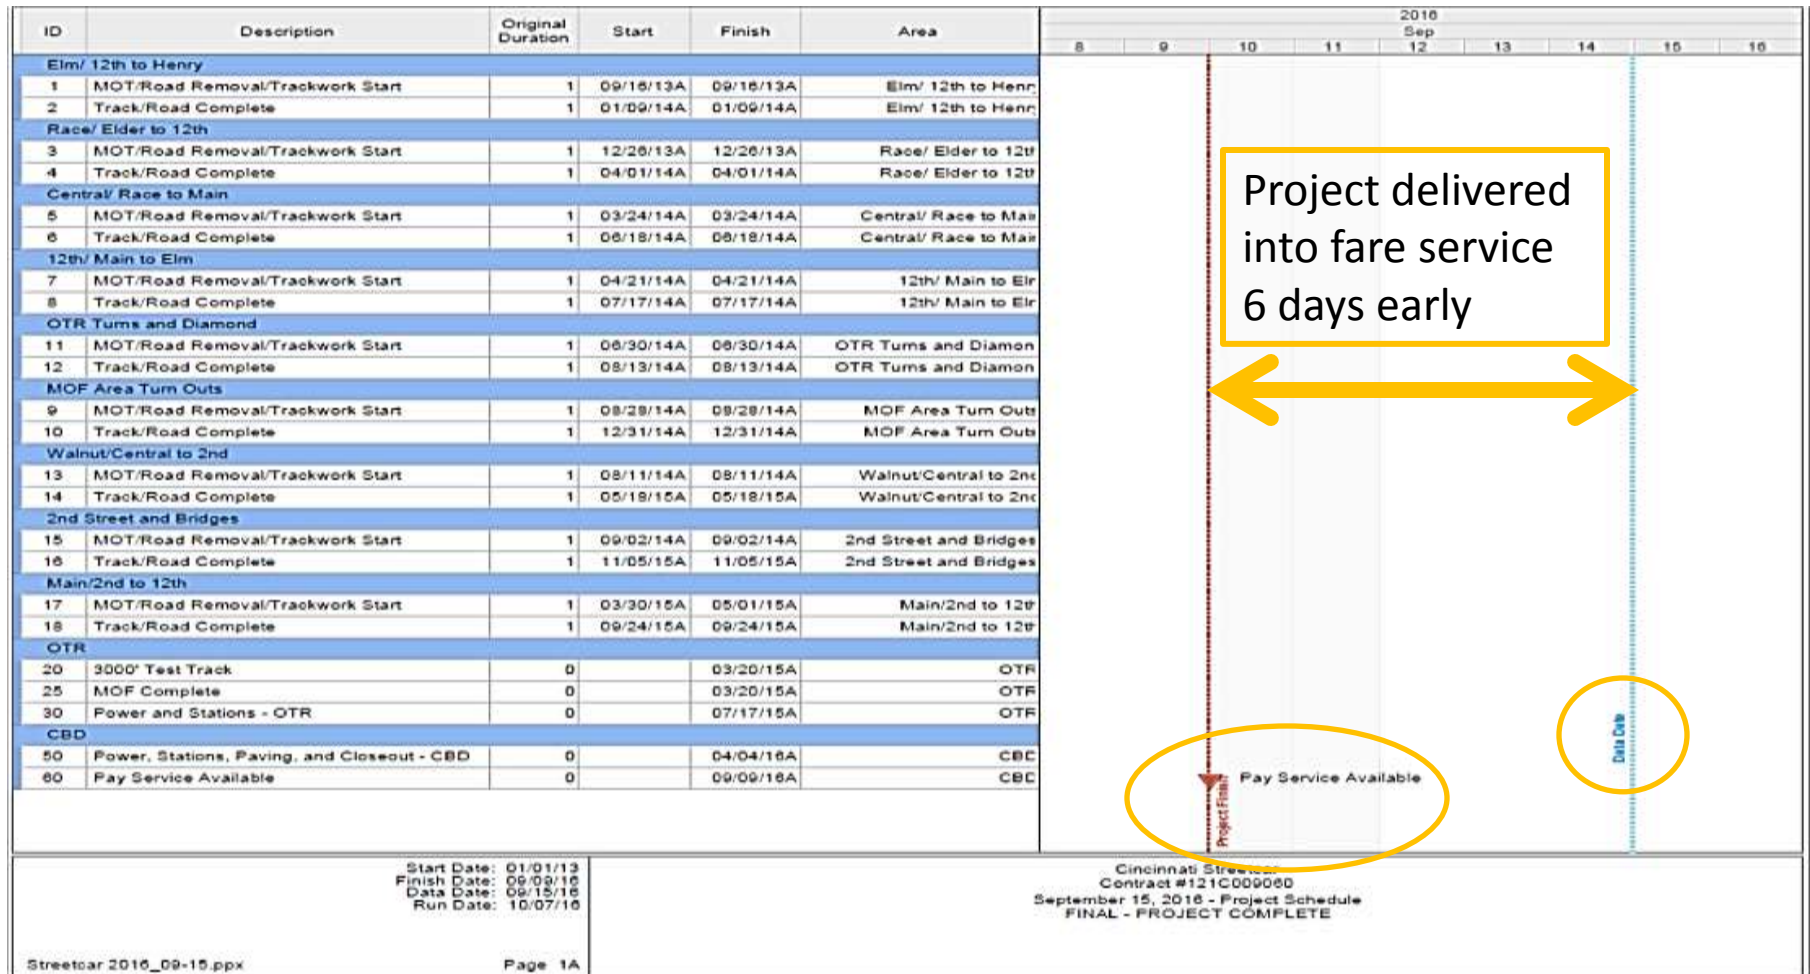 2016
Sep
ID Description Original Duration Start Finish Area
8 9 10 11 12 13 14 15 16
Elm/ 12th to Henry
1 MOT/Road Removal/Trackwork Start 1 09/16/13A 09/16/13A Elm/ 12th to Henr
2 Track/Road Complete 1 01/09/14A 01/09/14A Elm/ 12th to Henr
Race/ Elder to 12th
3 MOT/Road Removal/Trackwork Start 1 12/26/13A 12/26/13A Race/ Elder to 12th
4 Track/Road Complete 1 04/01/14A 04/01/14A Race/ Elder to 12th
Central/ Race to Main
5 MOT/Road Removal/Trackwork Start 1 03/24/14A 03/24/14A Central/ Race to Mai
6 Track/Road Complete 1 06/18/14A 06/18/14A Central/ Race to Mai
12th/ Main to Elm
7 MOT/Road Removal/Trackwork Start 1 04/21/14A 04/21/14A 12th/ Main to Elr
8 Track/Road Complete 1 07/17/14A 07/17/14A 12th/ Main to Elr
OTR Turns and Diamond
11 MOT/Road Removal/Trackwork Start 1 06/30/14A 06/30/14A OTR Turns and Diamon
12 Track/Road Complete 1 08/13/14A 08/13/14A OTR Turns and Diamon
MOF Area Turn Outs
9 MOT/Road Removal/Trackwork Start 1 08/28/14A 08/28/14A MOF Area Turn Outs
10 Track/Road Complete 1 12/31/14A 12/31/14A MOF Area Turn Outs
Walnut/Central to 2nd
13 MOT/Road Removal/Trackwork Start 1 08/11/14A 08/11/14A Walnut/Central to 2nd
14 Track/Road Complete 1 05/18/15A 05/18/15A Walnut/Central to 2nd
2nd Street and Bridges
15 MOT/Road Removal/Trackwork Start 1 09/02/14A 09/02/14A 2nd Street and Bridges
16 Track/Road Complete 1 11/05/15A 11/05/15A 2nd Street and Bridges
Main/2nd to 12th
17 MOT/Road Removal/Trackwork Start 1 03/30/15A 05/01/15A Main/2nd to 12th
18 Track/Road Complete 1 09/24/15A 09/24/15A Main/2nd to 12th
OTR
20 3000' Test Track 0 03/20/15A OTR
25 MOF Complete 0 03/20/15A OTR
30 Power and Stations - OTR 0 07/17/15A OTR
CBD
50 Power, Stations, Paving, and Closeout - CBD 0 04/04/16A CBD
60 Pay Service Available 0 09/09/16A CBD
Project delivered
into fare service
6 days early
Data Date
Pay Service Available
Project Finish
Start Date: 01/01/13
Finish Date: 09/09/16
Data Date: 09/15/16
Run Date: 10/07/16
Streetcar 2016_09-15.ppx Page 1A
Cincinnati Streetcar
Contract #121C009060
September 15, 2016 - Project Schedule
FINAL - PROJECT COMPLETE